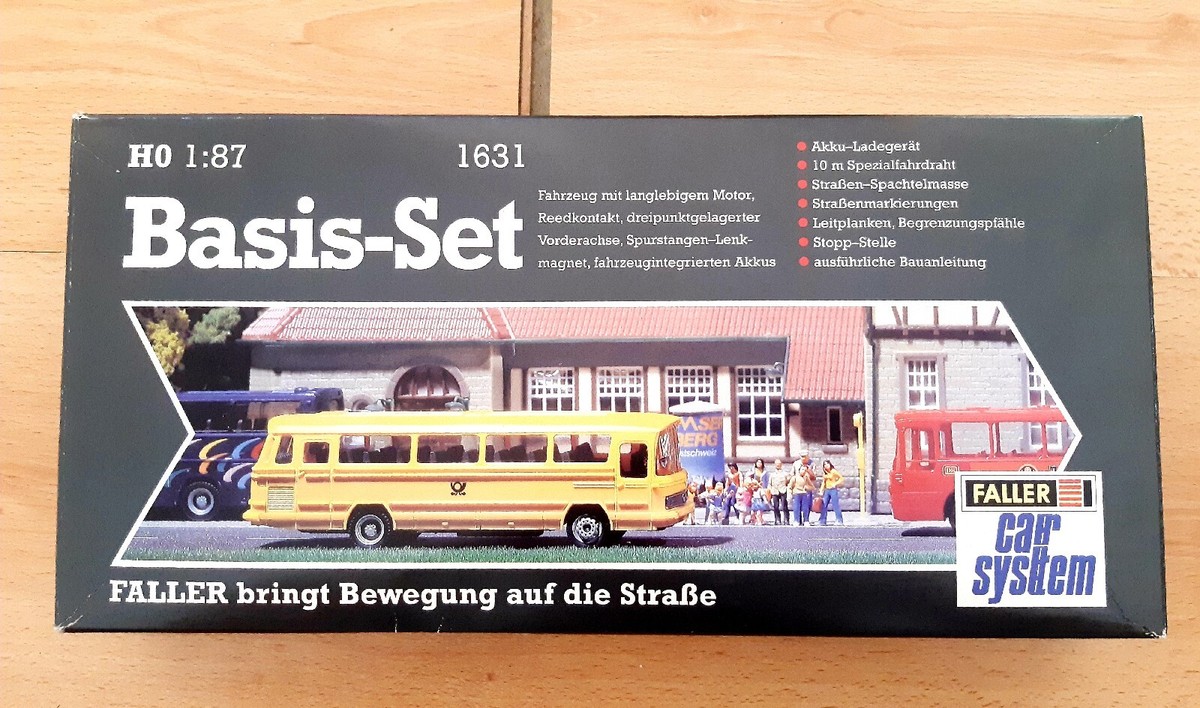 H0 1:87
1631
Basis-Set
Fahrzeug mit langlebigem Motor,
Reedkontakt, dreipunktgelagerter
Vorderachse, Spurstangen-Lenk-
magnet, fahrzeugintegrierten Akkus
Akku-Ladegerät
10 m Spezialfahrdraht
Straßen-Spachtelmasse
Straßenmarkierungen
Leitplanken, Begrenzungspfähle
Stopp-Stelle
ausführliche Bauanleitung
BERG
FALLER
car
system
FALLER bringt Bewegung auf die Straße